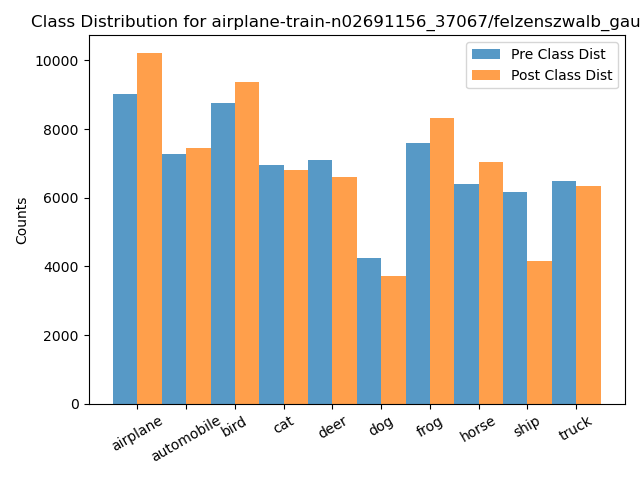 Class Distribution for airplane-train-n02691156_37067/felzenszwalb_gau
Pre Class Dist
Post Class Dist
Counts
10000
8000
6000
4000
2000
0
airplane
automobile
bird
cat
deer
dog
frog
horse
ship
truck